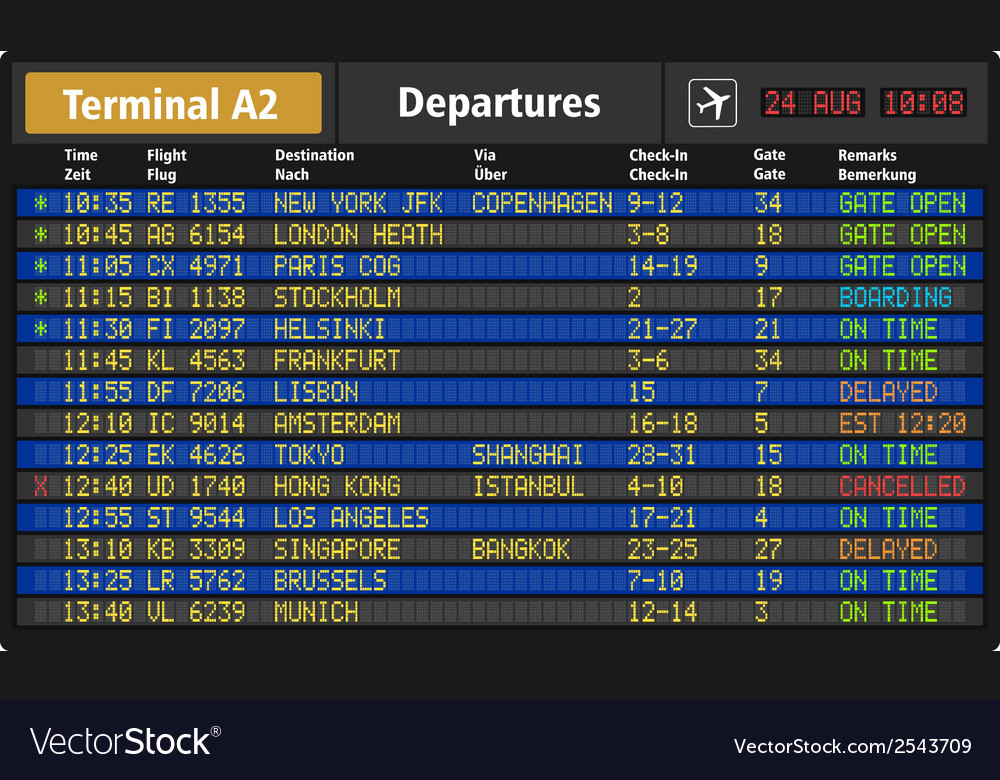 Terminal A2 Departures 24 AUG 10:08
Time Flight Destination Via Check-In Gate Remarks
Zeit Flug Nach Über Check-In Gate Bemerkung
* 10:35 RE 1355 NEW YORK JFK COPENHAGEN 9-12 34 GATE OPEN
* 10:45 AG 6154 LONDON HEATH 3-8 18 GATE OPEN
* 11:05 CX 4971 PARIS COG 14-19 9 GATE OPEN
* 11:15 BI 1138 STOCKHOLM 2 17 BOARDING
* 11:30 FI 2097 HELSINKI 21-27 21 ON TIME
11:45 KL 4563 FRANKFURT 3-6 34 ON TIME
11:55 DF 7206 LISBON 15 7 DELAYED
12:10 IC 9014 AMSTERDAM 16-18 5 EST 12:20
12:25 EK 4626 TOKYO SHANGHAI 28-31 15 ON TIME
X 12:40 UD 1740 HONG KONG ISTANBUL 4-10 18 CANCELLED
12:55 ST 9544 LOS ANGELES 17-21 4 ON TIME
13:10 KB 3309 SINGAPORE BANGKOK 23-25 27 DELAYED
13:25 LR 5762 BRUSSELS 7-10 19 ON TIME
13:40 VL 6239 MUNICH 12-14 3 ON TIME
VectorStock®
VectorStock.com/2543709